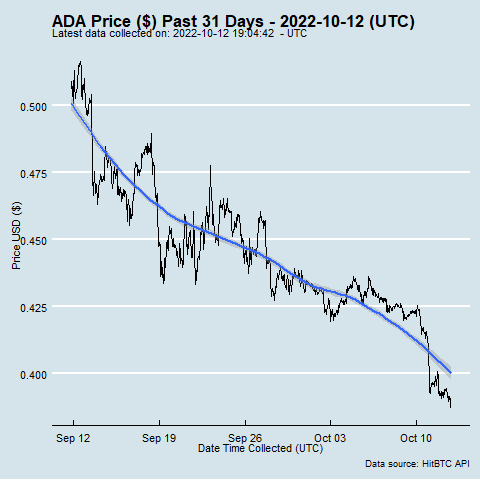 ADA Price ($) Past 31 Days - 2022-10-12 (UTC)
Latest data collected on: 2022-10-12 19:04:42 - UTC
0.500
0.475
0.450
0.425
0.400
Price USD ($)
Sep 12 Sep 19 Sep 26 Oct 03 Oct 10
Date Time Collected (UTC)
Data source: HitBTC API